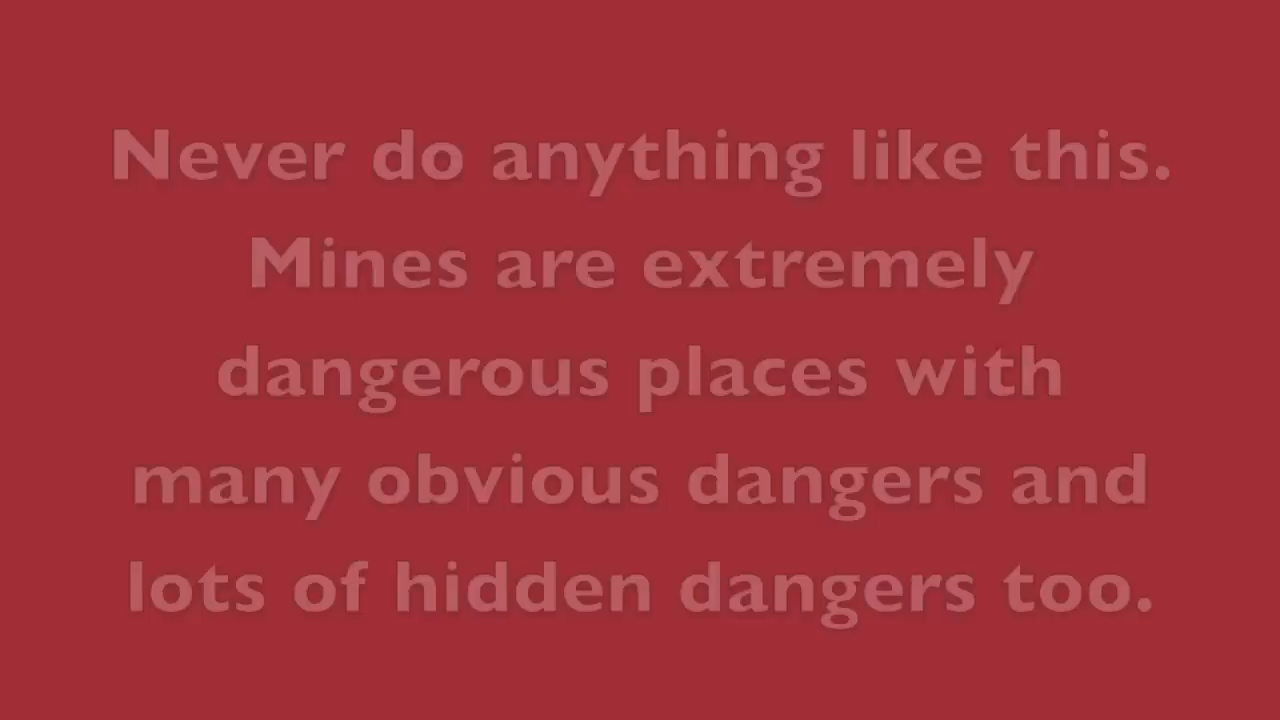 Never do anything like this.
Mines are extremely
dangerous places with
many obvious dangers and
lots of hidden dangers too.